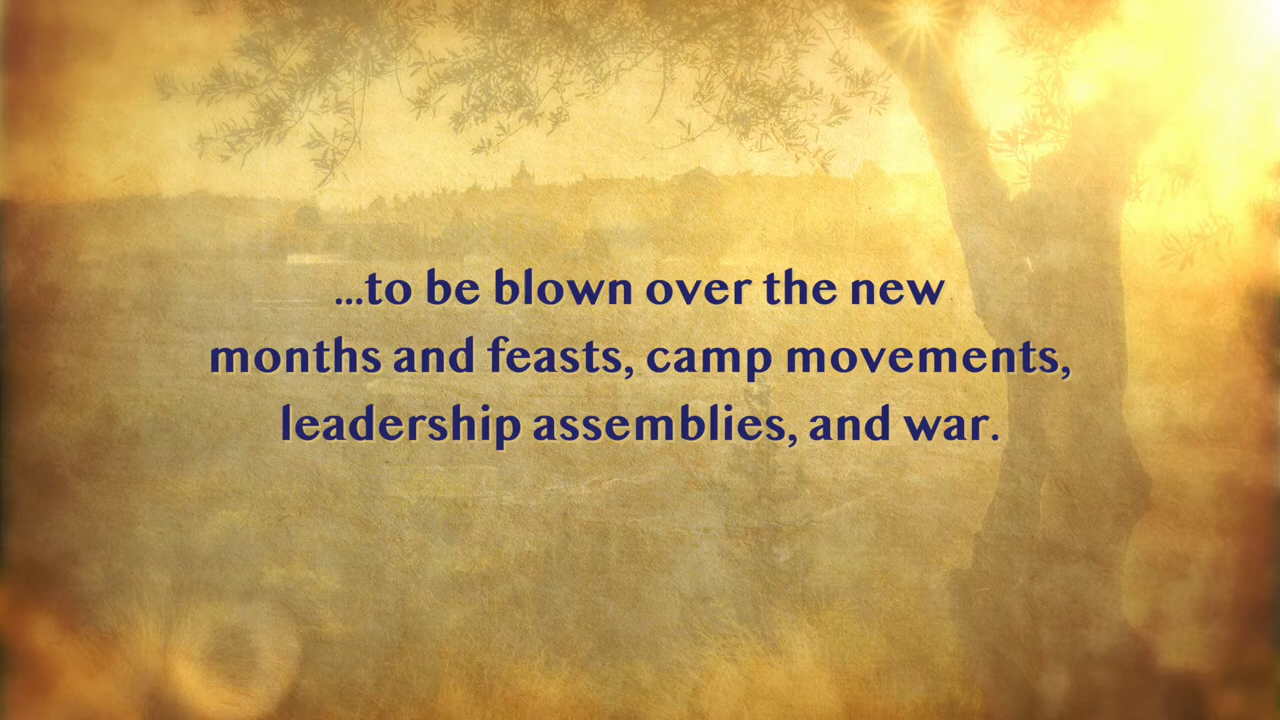 ...to be blown over the new
months and feasts, camp movements,
leadership assemblies, and war.